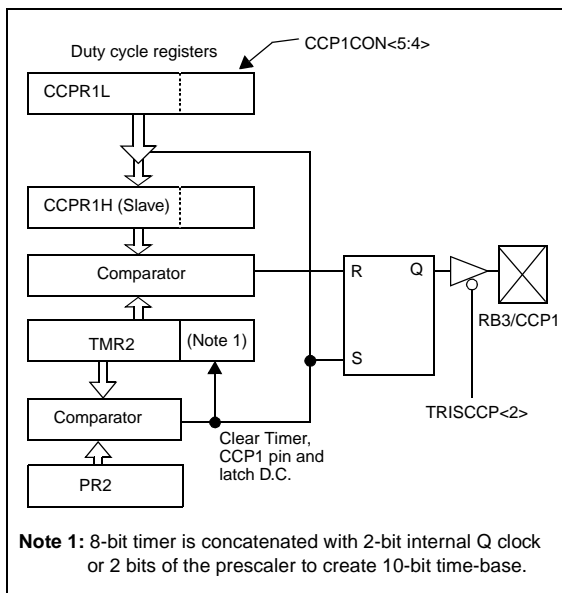 Duty cycle registers
CCP1CON<5:4>
CCPR1L
CCPR1H (Slave)
Comparator
R
Q
RB3/CCP1
TMR2
(Note 1)
S
TRISCCP<2>
Comparator
Clear Timer,
CCP1 pin and
latch D.C.
PR2
Note 1: 8-bit timer is concatenated with 2-bit internal Q clock
or 2 bits of the prescaler to create 10-bit time-base.